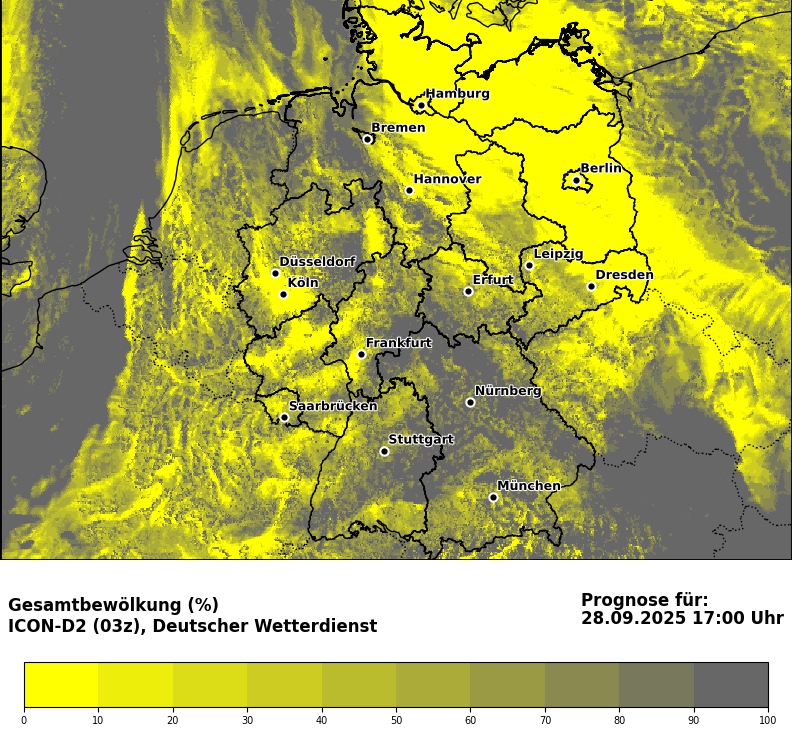 Hamburg
Bremen
Berlin
Hannover
Leipzig
Düsseldorf
Dresden
Köln
Erfurt
Frankfurt
Nürnberg
Saarbrücken
Stuttgart
München
Gesamtbewölkung (%)
ICON-D2 (03z), Deutscher Wetterdienst
Prognose für:
28.09.2025 17:00 Uhr
0 10 20 30 40 50 60 70 80 90 100